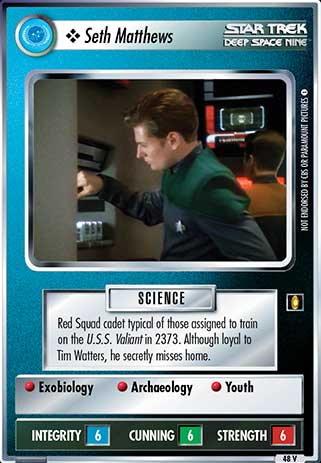 ❖ Seth Matthews
STAR TREK
DEEP SPACE NINE
NOT ENDORSED BY CBS OR PARAMOUNT PICTURES
SCIENCE
Red Squad cadet typical of those assigned to train
on the U.S.S. Valiant in 2373. Although loyal to
Tim Watters, he secretly misses home.
Exobiology Archaeology Youth
INTEGRITY 6 CUNNING 6 STRENGTH 6
48 V